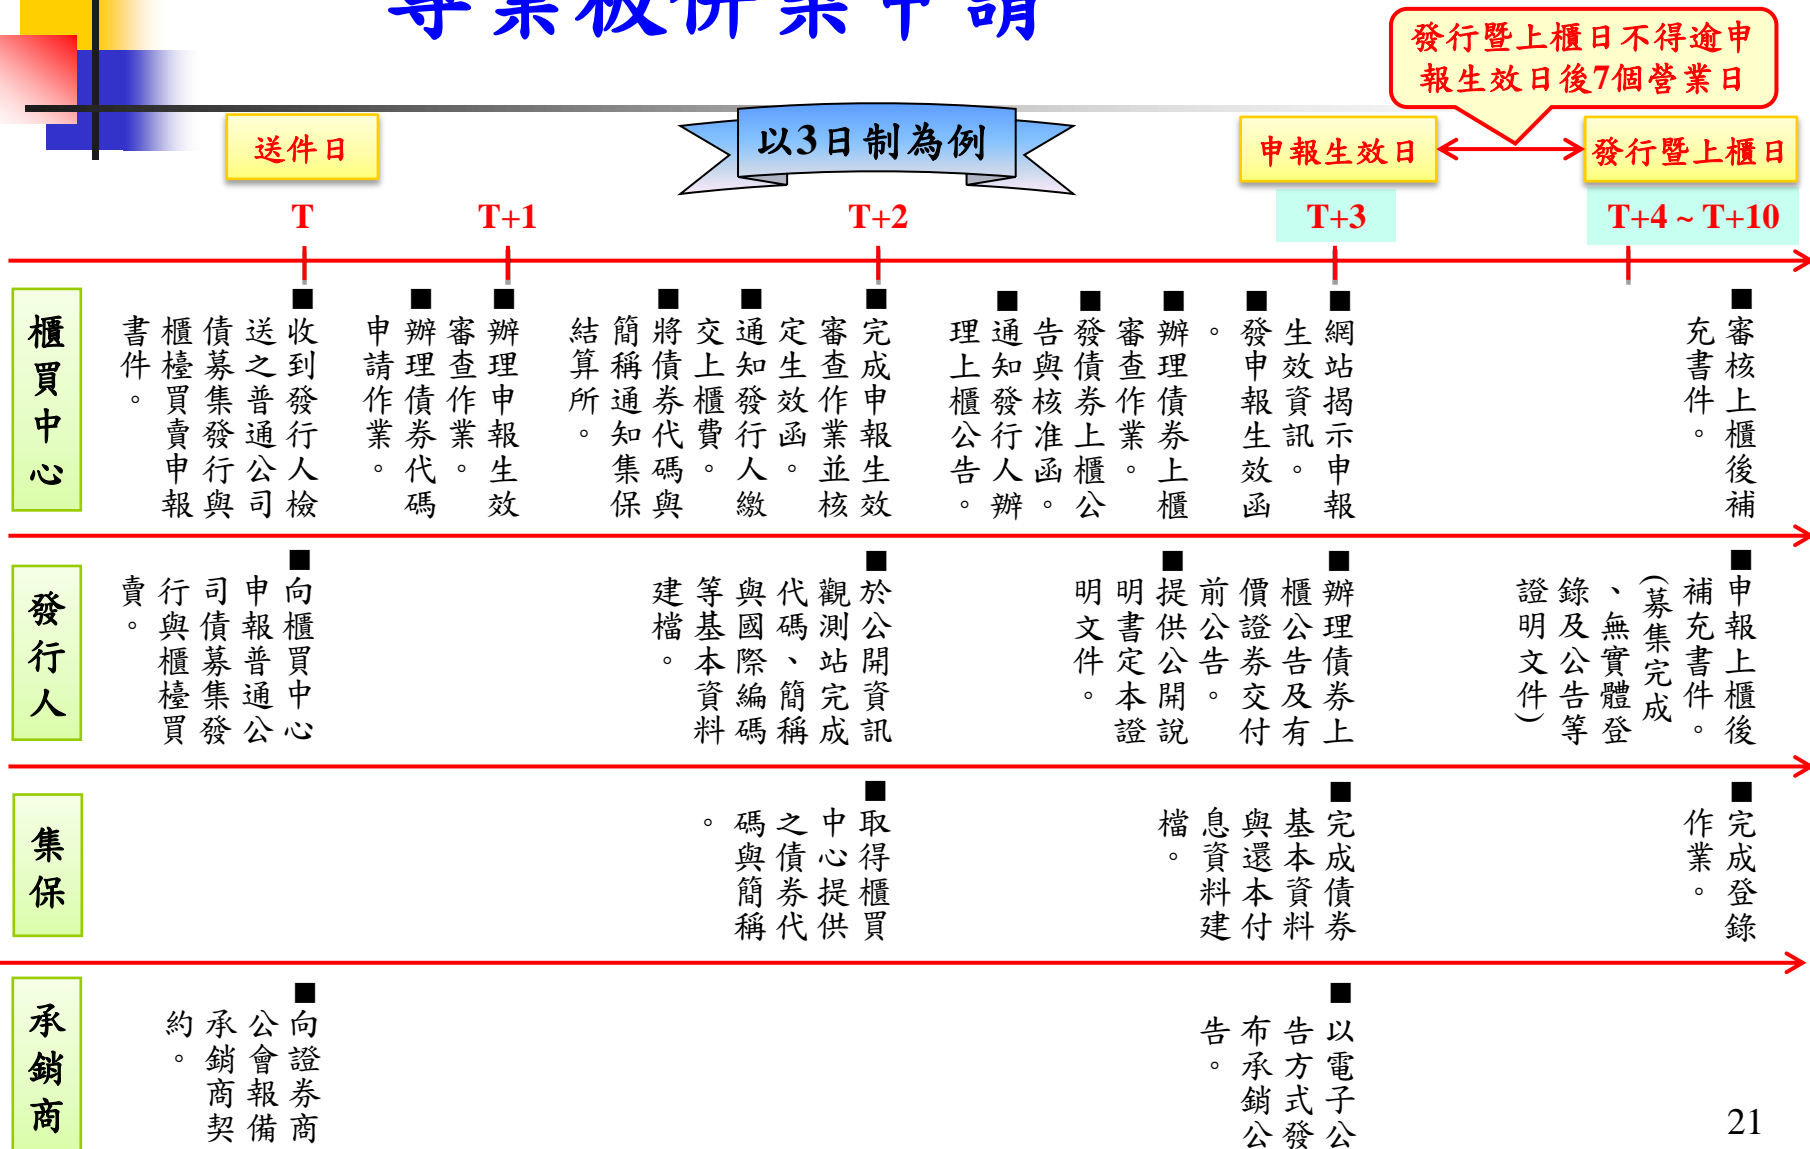 專業板併案申請
發行暨上櫃日不得逾申
報生效日後7個營業日
送件日
以3日制為例
申報生效日
發行暨上櫃日
T
T+1
T+2
T+3
T+4 ~ T+10
櫃買中心
■收到發行人檢
送之普通公司
債募集發行與
櫃檯買賣申報
書件。
■辦理申報生效
審查作業。
■辦理債券代碼
申請作業。
■完成申報生效
審查作業並核
定生效函。
■通知發行人繳
交上櫃費。
■將債券代碼與
簡稱通知集保
結算所。
■網站揭示申報
生效資訊。
■發申報生效函
。
■辦理債券上櫃
審查作業。
■發債券上櫃公
告與核准函。
■通知發行人辦
理上櫃公告。
■審核上櫃後補
充書件。
發行人
■向櫃買中心
申報普通公
司債募集發
行與櫃檯買
賣。
■於公開資訊
觀測站完成
代碼、簡稱
與國際編碼
等基本資料
建檔。
■辦理債券上
櫃公告及有
價證券交付
前公告。
■提供公開說
明書定本證
明文件。
■申報上櫃後
補充書件。
(募集完成
、無實體登
錄及公告等
證明文件)
集保
■取得櫃買
中心提供
之債券代
碼與簡稱
。
■完成債券
基本資料
與還本付
息資料建
檔。
■完成登錄
作業。
承銷商
■向證券商
公會報備
承銷商契
約。
■以電子公
告方式發
布承銷公
告。
21